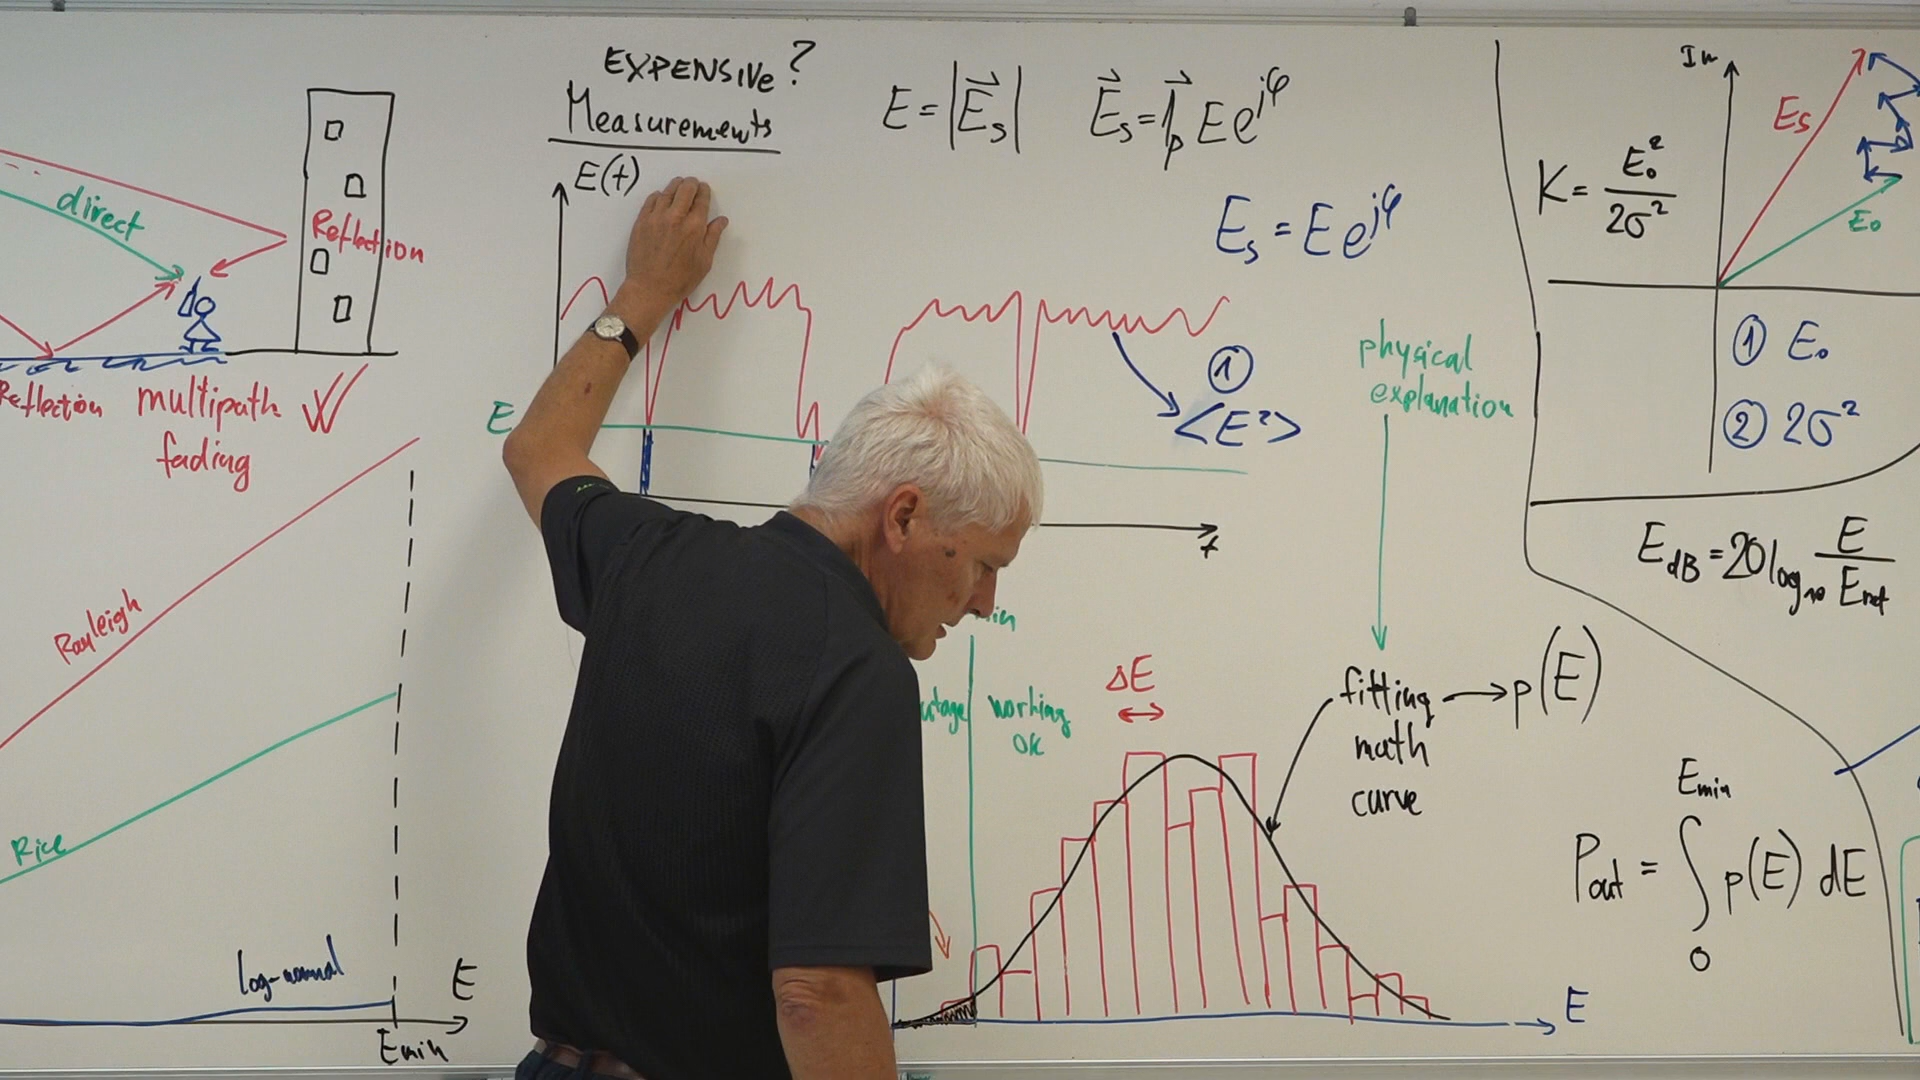 direct
Reflection
Reflection
multipath
fading
Rayleigh
Rice
log-normal
E
Emin
EXPENSIVE?
Measurements
E(t)
E
t
E = |E⃗s|
E⃗s = 1⃗p E e^jφ
Es = E e^jφ
①
<E²>
physical
explanation
working
OK
ΔE
fitting → p(E)
math
curve
E
Im
Es
E₀
K = E₀² / 2σ²
① E₀
② 2σ²
EdB = 20 log₁₀ E / Eref
Pout = ∫₀^Emin p(E) dE